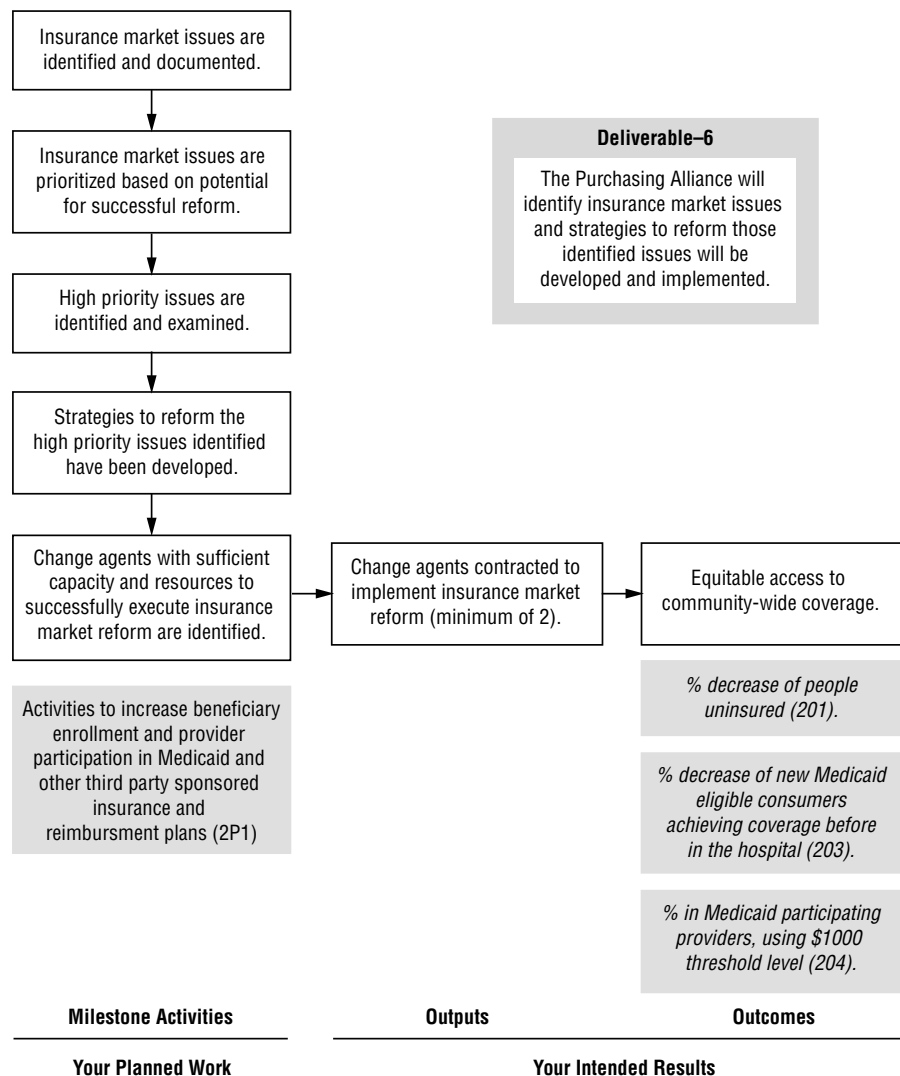 Insurance market issues are
identified and documented.
Insurance market issues are
prioritized based on potential
for successful reform.
High priority issues are
identified and examined.
Strategies to reform the
high priority issues identified
have been developed.
Change agents with sufficient
capacity and resources to
successfully execute insurance
market reform are identified.
Activities to increase beneficiary
enrollment and provider
participation in Medicaid and
other third party sponsored
insurance and
reimbursment plans (2P1)
Deliverable–6
The Purchasing Alliance will
identify insurance market issues
and strategies to reform those
identified issues will be
developed and implemented.
Change agents contracted to
implement insurance market
reform (minimum of 2).
Equitable access to
community-wide coverage.
% decrease of people
uninsured (201).
% decrease of new Medicaid
eligible consumers
achieving coverage before
in the hospital (203).
% in Medicaid participating
providers, using $1000
threshold level (204).
Milestone Activities
Outputs
Outcomes
Your Planned Work
Your Intended Results